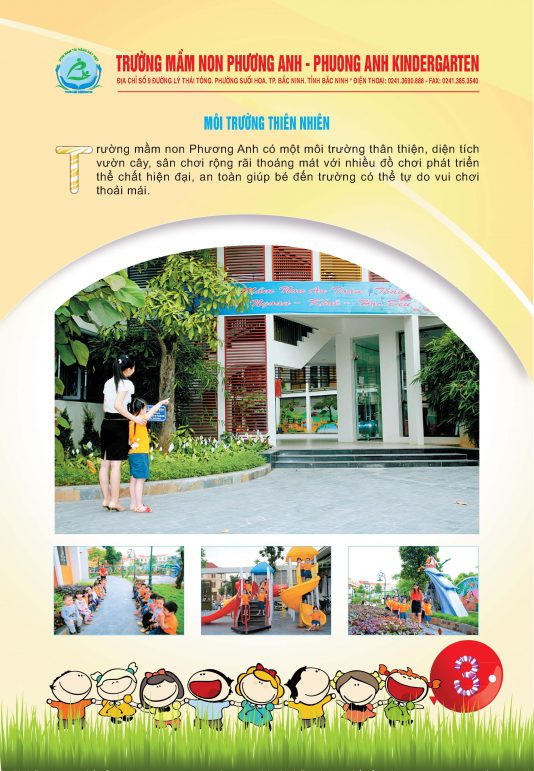 TRƯỜNG MẦM NON PHƯƠNG ANH - PHUONG ANH KINDERGARTEN
ĐỊA CHỈ SỐ 9 ĐƯỜNG LÝ THÁI TÔNG. PHƯỜNG SUỐI HOA. TP. BẮC NINH. TỈNH BẮC NINH * ĐIỆN THOẠI: 0241.3690.888 - FAX: 0241.385.3540
MÔI TRƯỜNG THIÊN NHIÊN
Trường mầm non Phương Anh có một môi trường thân thiện, diện tích
vườn cây, sân chơi rộng rãi thoáng mát với nhiều đồ chơi phát triển
thể chất hiện đại, an toàn giúp bé đến trường có thể tự do vui chơi
thoải mái.
3